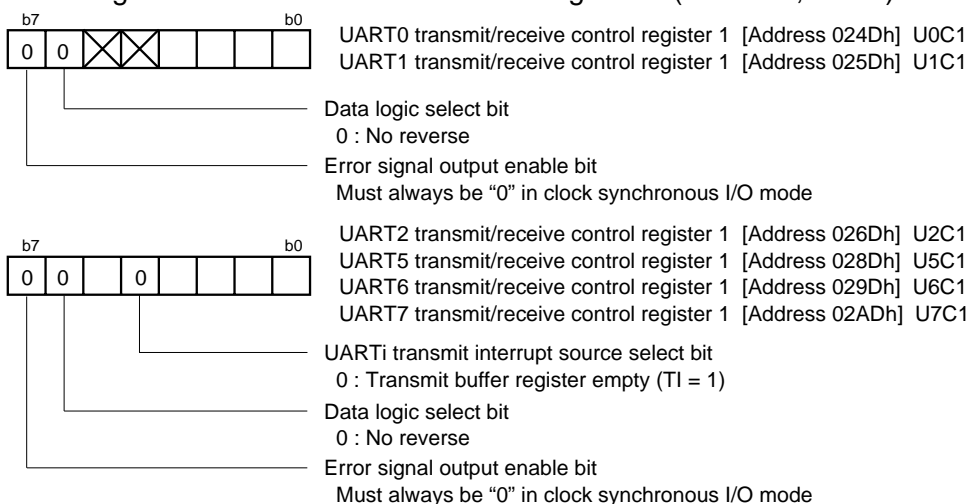 b7 b0
0 0
UART0 transmit/receive control register 1 [Address 024Dh] U0C1
UART1 transmit/receive control register 1 [Address 025Dh] U1C1
Data logic select bit
0 : No reverse
Error signal output enable bit
Must always be “0” in clock synchronous I/O mode
b7 b0
0 0 0
UART2 transmit/receive control register 1 [Address 026Dh] U2C1
UART5 transmit/receive control register 1 [Address 028Dh] U5C1
UART6 transmit/receive control register 1 [Address 029Dh] U6C1
UART7 transmit/receive control register 1 [Address 02ADh] U7C1
UARTi transmit interrupt source select bit
0 : Transmit buffer register empty (TI = 1)
Data logic select bit
0 : No reverse
Error signal output enable bit
Must always be “0” in clock synchronous I/O mode